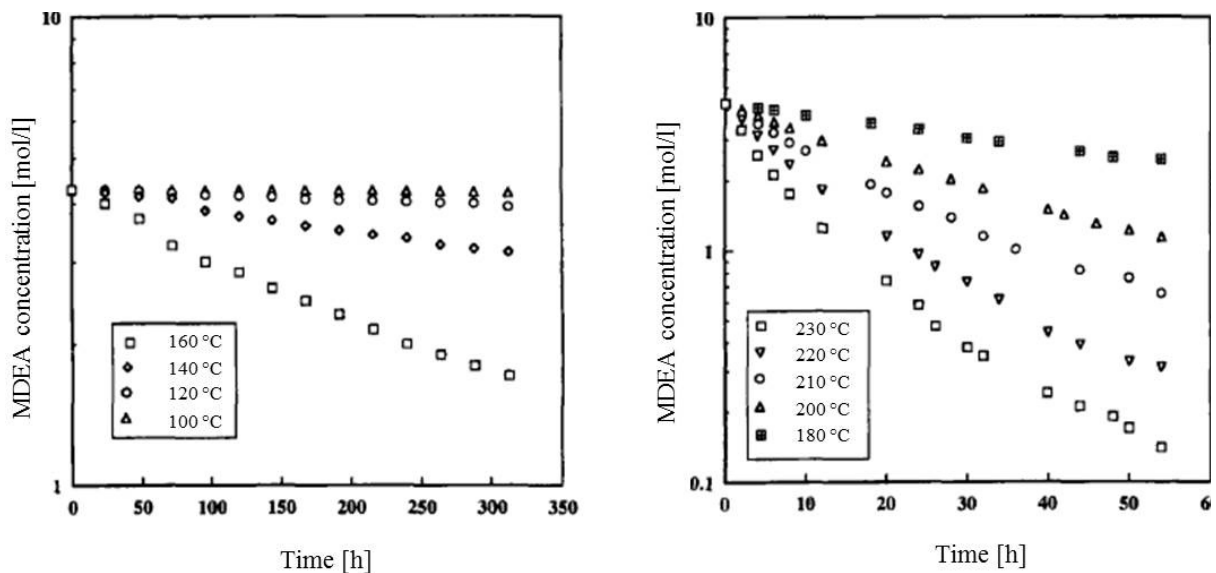 MDEA concentration [mol/l]
10
1
0 50 100 150 200 250 300 350
Time [h]
160 °C
140 °C
120 °C
100 °C
MDEA concentration [mol/l]
10
1
0.1
0 10 20 30 40 50 60
Time [h]
230 °C
220 °C
210 °C
200 °C
180 °C